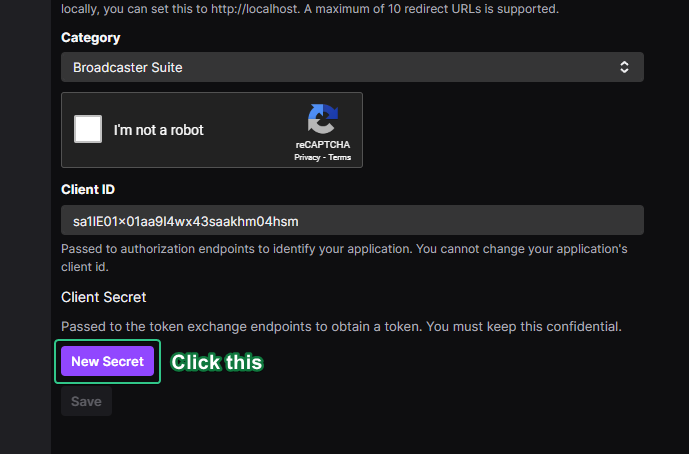 locally, you can set this to http://localhost. A maximum of 10 redirect URLs is supported.
Category
Broadcaster Suite
I'm not a robot
reCAPTCHA
Privacy - Terms
Client ID
sa1lE01x01aa9l4wx43saakhm04hsm
Passed to authorization endpoints to identify your application. You cannot change your application's
client id.
Client Secret
Passed to the token exchange endpoints to obtain a token. You must keep this confidential.
New Secret
Click this
Save